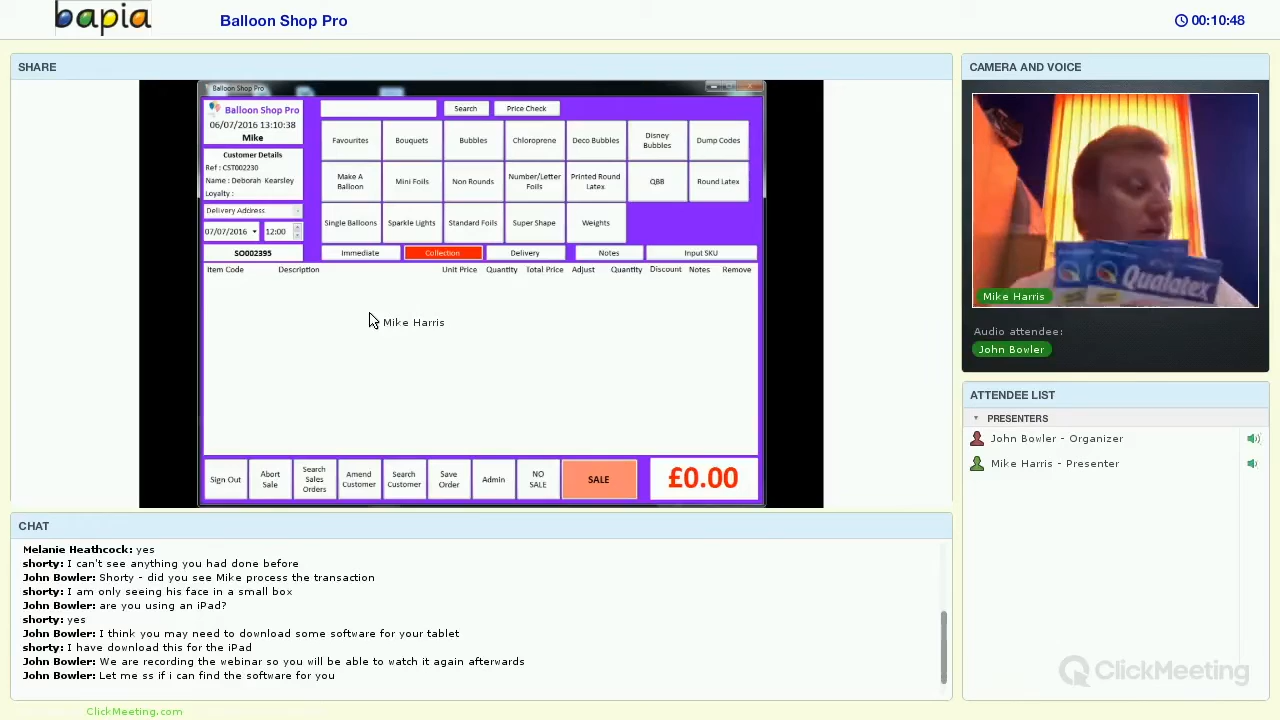 bapia
Balloon Shop Pro
00:10:48
SHARE
Balloon Shop Pro
Balloon Shop Pro
06/07/2016 13:10:38
Mike
Search
Price Check
Customer Details
Ref : CST002230
Name : Deborah Kearsley
Loyalty :
Delivery Address
07/07/2016
12:00
SO002395
Favourites
Bouquets
Bubbles
Chloroprene
Deco Bubbles
Disney
Bubbles
Dump Codes
Make A
Balloon
Mini Foils
Non Rounds
Number/Letter
Foils
Printed Round
Latex
QBB
Round Latex
Single Balloons
Sparkle Lights
Standard Foils
Super Shape
Weights
Immediate
Collection
Delivery
Notes
Input SKU
Item Code
Description
Unit Price
Quantity
Total Price
Adjust
Quantity
Discount
Notes
Remove
Mike Harris
Sign Out
Abort
Sale
Search
Sales
Orders
Amend
Customer
Search
Customer
Save
Order
Admin
NO
SALE
SALE
£0.00
CAMERA AND VOICE
Qualatex
Mike Harris
Audio attendee:
John Bowler
ATTENDEE LIST
PRESENTERS
John Bowler - Organizer
Mike Harris - Presenter
CHAT
Melanie Heathcock: yes
shorty: I can't see anything you had done before
John Bowler: Shorty - did you see Mike process the transaction
shorty: I am only seeing his face in a small box
John Bowler: are you using an iPad?
shorty: yes
John Bowler: I think you may need to download some software for your tablet
shorty: I have download this for the iPad
John Bowler: We are recording the webinar so you will be able to watch it again afterwards
John Bowler: Let me ss if i can find the software for you
ClickMeeting
ClickMeeting.com